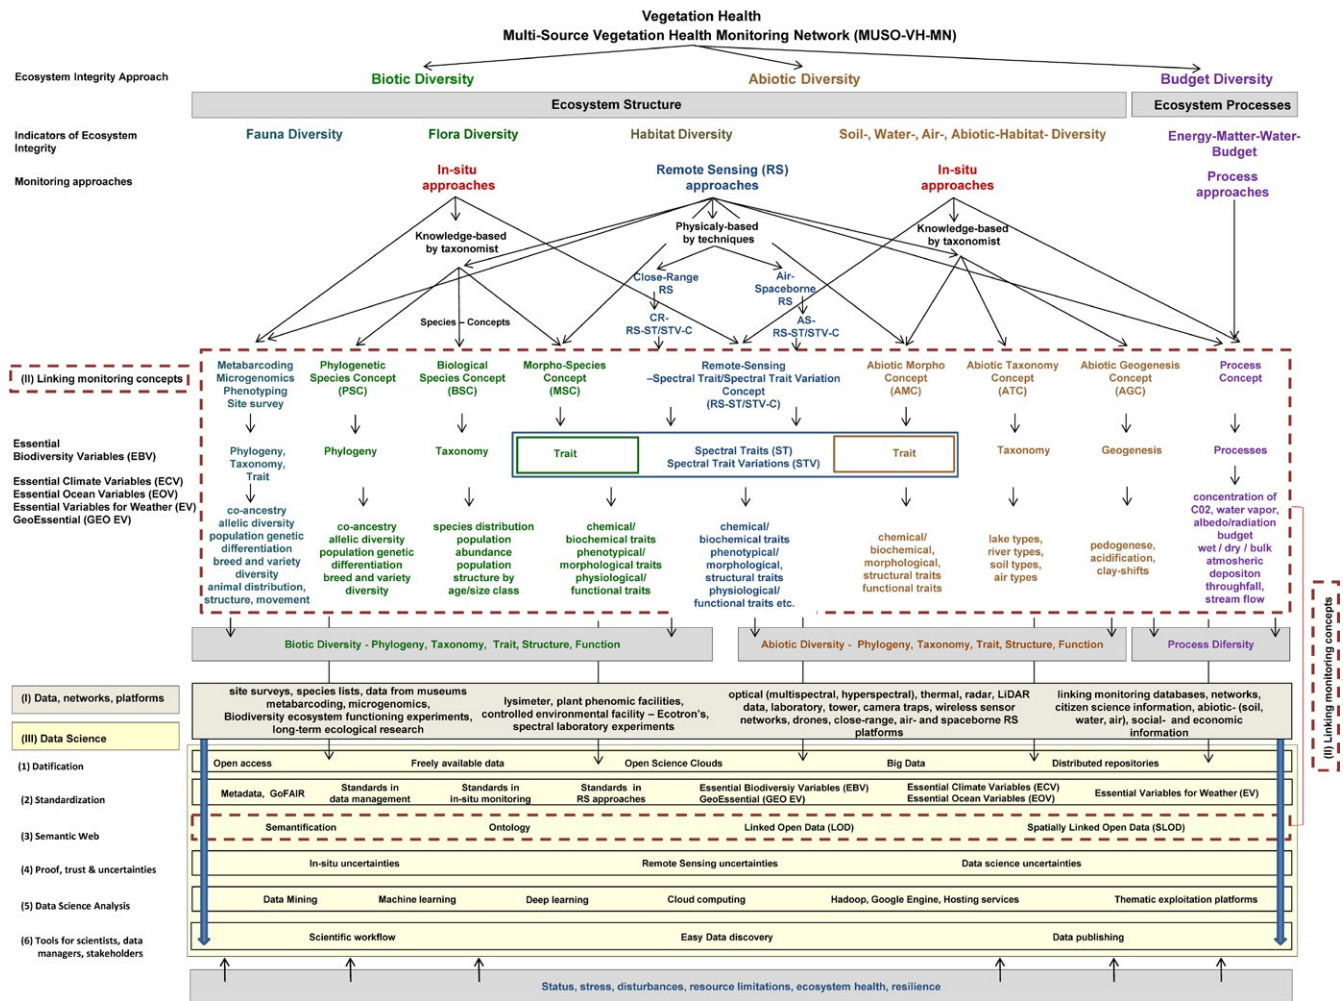 Vegetation Health
Multi-Source Vegetation Health Monitoring Network (MUSO-VH-MN)
Ecosystem Integrity Approach
Biotic Diversity
Abiotic Diversity
Budget Diversity
Ecosystem Structure
Ecosystem Processes
Indicators of Ecosystem
Integrity
Fauna Diversity
Flora Diversity
Habitat Diversity
Soil-, Water-, Air-, Abiotic-Habitat- Diversity
Energy-Matter-Water-
Budget
Monitoring approaches
In-situ
approaches
Remote Sensing (RS)
approaches
In-situ
approaches
Process
approaches
Knowledge-based
by taxonomist
Physicaly-based
by techniques
Knowledge-based
by taxonomist
Close-Range
RS
Air-
Spaceborne
RS
Species – Concepts
CR-
RS-ST/STV-C
AS-
RS-ST/STV-C
(II) Linking monitoring concepts
Metabarcoding
Microgenomics
Phenotyping
Site survey
Phylogenetic
Species Concept
(PSC)
Biological
Species Concept
(BSC)
Morpho-Species
Concept
(MSC)
Remote-Sensing
–Spectral Trait/Spectral Trait Variation
Concept
(RS-ST/STV-C)
Abiotic Morpho
Concept
(AMC)
Abiotic Taxonomy
Concept
(ATC)
Abiotic Geogenesis
Concept
(AGC)
Process
Concept
Essential
Biodiversity Variables (EBV)
Essential Climate Variables (ECV)
Essential Ocean Variables (EOV)
Essential Variables for Weather (EV)
GeoEssential (GEO EV)
Phylogeny,
Taxonomy,
Trait
Phylogeny
Taxonomy
Trait
Spectral Traits (ST)
Spectral Trait Variations (STV)
Trait
Taxonomy
Geogenesis
Processes
co-ancestry
allelic diversity
population genetic
differentiation
breed and variety
diversity
animal distribution,
structure, movement
co-ancestry
allelic diversity
population genetic
differentiation
breed and variety
diversity
species distribution
population
abundance
population
structure by
age/size class
chemical/
biochemical traits
phenotypical/
morphological traits
physiological/
functional traits
chemical/
biochemical traits
phenotypical/
morphological,
structural traits
physiological/
functional traits etc.
chemical/
biochemical,
morphological,
structural traits
functional traits
lake types,
river types,
soil types,
air types
pedogenese,
acidification,
clay-shifts
concentration of
C02, water vapor,
albedo/radiation
budget
wet / dry / bulk
atmosheric
depositon
throughfall,
stream flow
(II) Linking monitoring concepts
Biotic Diversity - Phylogeny, Taxonomy, Trait, Structure, Function
Abiotic Diversity - Phylogeny, Taxonomy, Trait, Structure, Function
Process Difersity
(I) Data, networks, platforms
site surveys, species lists, data from museums
metabarcoding, microgenomics,
Biodiversity ecosystem functioning experiments,
long-term ecological research
lysimeter, plant phenomic facilities,
controlled environmental facility – Ecotron's,
spectral laboratory experiments
optical (multispectral, hyperspectral), thermal, radar, LiDAR
data, laboratory, tower, camera traps, wireless sensor
networks, drones, close-range, air- and spaceborne RS
platforms
linking monitoring databases, networks,
citizen science information, abiotic- (soil,
water, air), social- and economic
information
(III) Data Science
(1) Datification
Open access
Freely available data
Open Science Clouds
Big Data
Distributed repositories
(2) Standardization
Metadata, GoFAIR
Standards in
data management
Standards in
in-situ monitoring
Standards in
RS approaches
Essential Biodiversiy Variables (EBV)
GeoEssential (GEO EV)
Essential Climate Variables (ECV)
Essential Ocean Variables (EOV)
Essential Variables for Weather (EV)
(3) Semantic Web
Semantification
Ontology
Linked Open Data (LOD)
Spatially Linked Open Data (SLOD)
(4) Proof, trust & uncertainties
In-situ uncertainties
Remote Sensing uncertainties
Data science uncertainties
(5) Data Science Analysis
Data Mining
Machine learning
Deep learning
Cloud computing
Hadoop, Google Engine, Hosting services
Thematic exploitation platforms
(6) Tools for scientists, data
managers, stakeholders
Scientific workflow
Easy Data discovery
Data publishing
Status, stress, disturbances, resource limitations, ecosystem health, resilience